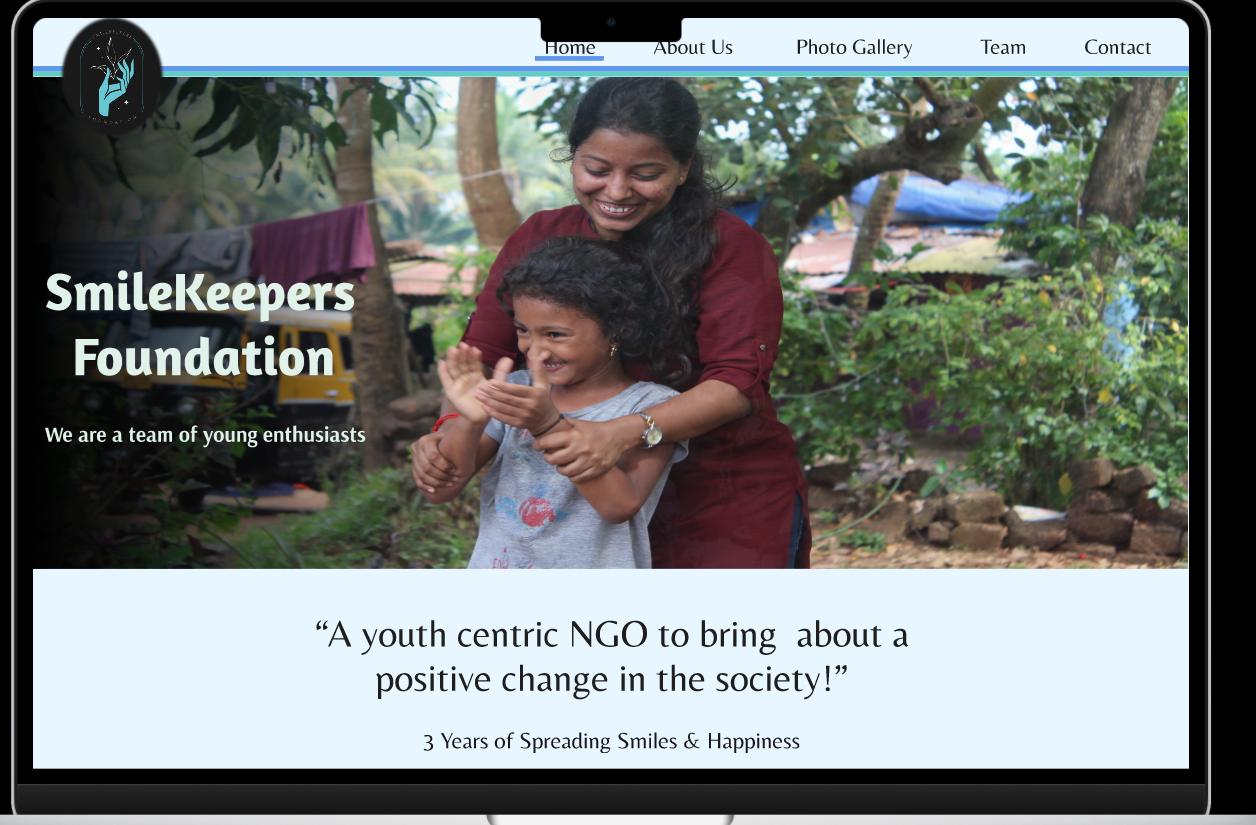 Home About Us Photo Gallery Team Contact
SmileKeepers
Foundation
We are a team of young enthusiasts
“A youth centric NGO to bring  about a
positive change in the society!”
3 Years of Spreading Smiles & Happiness